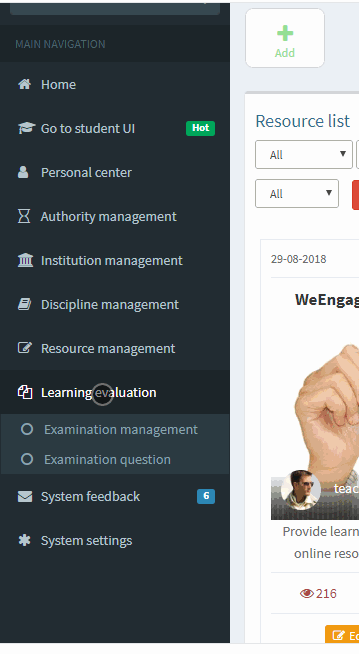 MAIN NAVIGATION
Home
Go to student UI Hot
Personal center
Authority management
Institution management
Discipline management
Resource management
Learning evaluation
Examination management
Examination question
System feedback 6
System settings
Add
Resource list
All
All
29-08-2018
WeEngag
teac
Provide learn
online reso
216
Ec